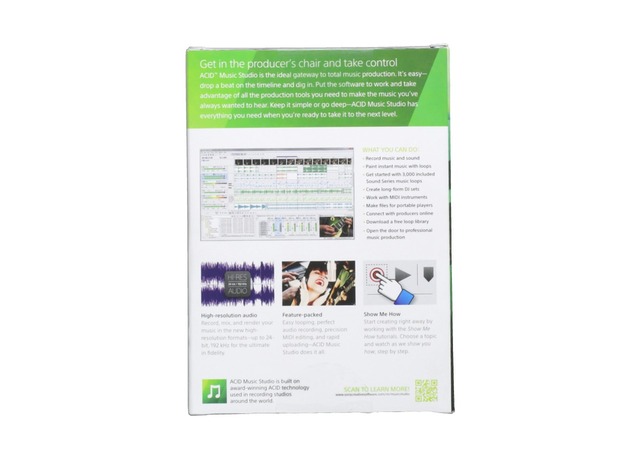 Get in the producer's chair and take control
ACID™ Music Studio is the ideal gateway to total music production. It's easy—
drop a beat on the timeline and dig in. Put the software to work and take
advantage of all the production tools you need to make the music you've
always wanted to hear. Keep it simple or go deep—ACID Music Studio has
everything you need when you're ready to take it to the next level.
WHAT YOU CAN DO:
· Record music and sound
· Paint instant music with loops
· Get started with 3,000 included
Sound Series music loops
· Create long form DJ sets
· Work with MIDI instruments
· Make files for portable players
· Connect with producers online
· Download a free loop library
· Open the door to professional
music production
HI-RES
AUDIO
High-resolution audio
Record, mix, and render your
music in the new high-
resolution formats—up to 24
bit 192 kHz for the ultimate
in fidelity.
Feature-packed
Easy looping, perfect
audio recording, precision
MIDI editing, and rapid
uploading—ACID Music
Studio does it all.
Show Me How
Start creating right away by
working with the Show Me
How tutorials. Choose a topic
and watch as we show you
how, step by step.
ACID Music Studio is built on
award-winning ACID technology
used in recording studios
around the world.
SCAN TO LEARN MORE!